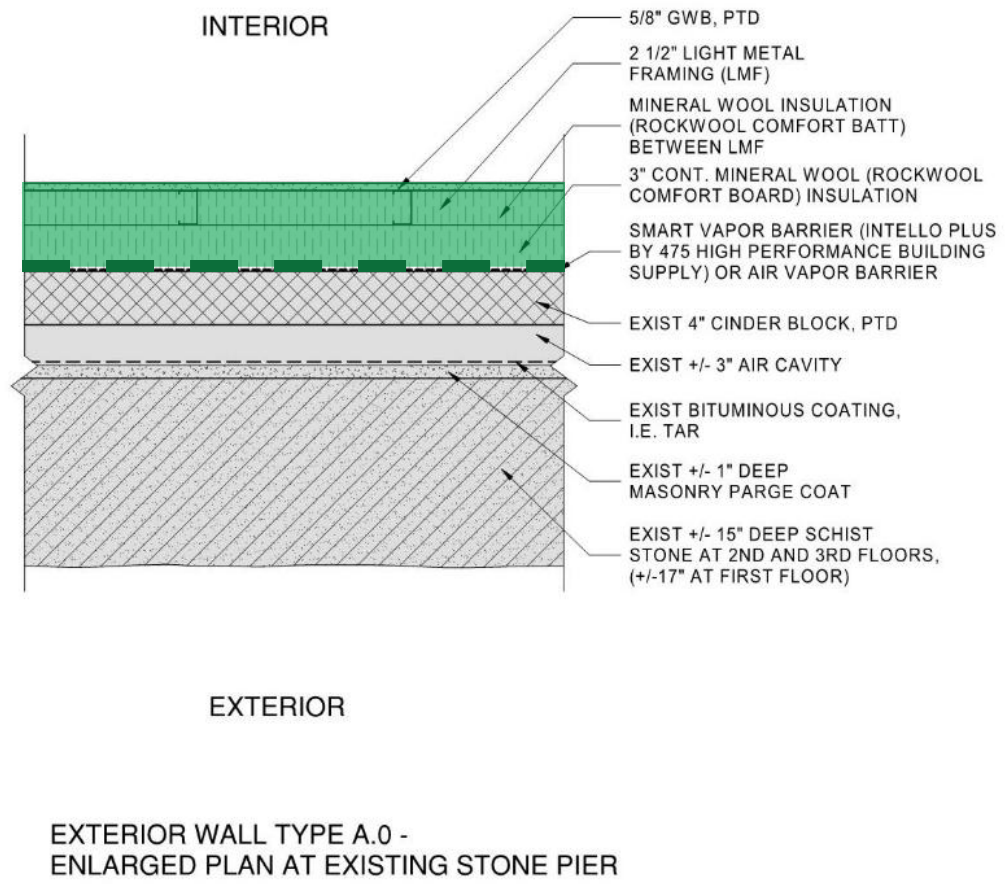 INTERIOR
5/8" GWB, PTD
2 1/2" LIGHT METAL
FRAMING (LMF)
MINERAL WOOL INSULATION
(ROCKWOOL COMFORT BATT)
BETWEEN LMF
3" CONT. MINERAL WOOL (ROCKWOOL
COMFORT BOARD) INSULATION
SMART VAPOR BARRIER (INTELLO PLUS
BY 475 HIGH PERFORMANCE BUILDING
SUPPLY) OR AIR VAPOR BARRIER
EXIST 4" CINDER BLOCK, PTD
EXIST +/- 3" AIR CAVITY
EXIST BITUMINOUS COATING,
I.E. TAR
EXIST +/- 1" DEEP
MASONRY PARGE COAT
EXIST +/- 15" DEEP SCHIST
STONE AT 2ND AND 3RD FLOORS,
(+/-17" AT FIRST FLOOR)
EXTERIOR
EXTERIOR WALL TYPE A.0 -
ENLARGED PLAN AT EXISTING STONE PIER